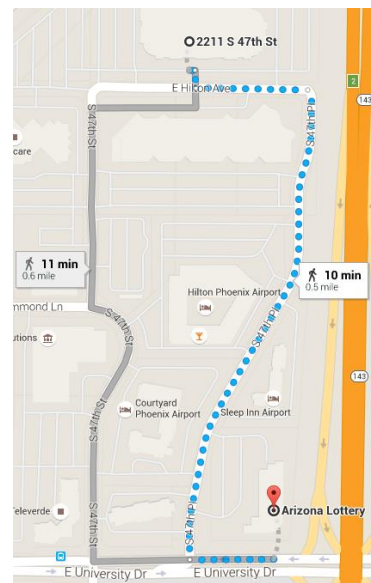 2211 S 47th St
E Hilton Ave
2
143
S 47th St
S 47th Pl
care
11 min
0.6 mile
10 min
0.5 mile
Hilton Phoenix Airport
mmond Ln
S 47th St
S 47th Pl
utions
143
Courtyard
Phoenix Airport
Sleep Inn Airport
S 47th St
Televerde
Arizona Lottery
S 47th St
E University Dr
E University Dr